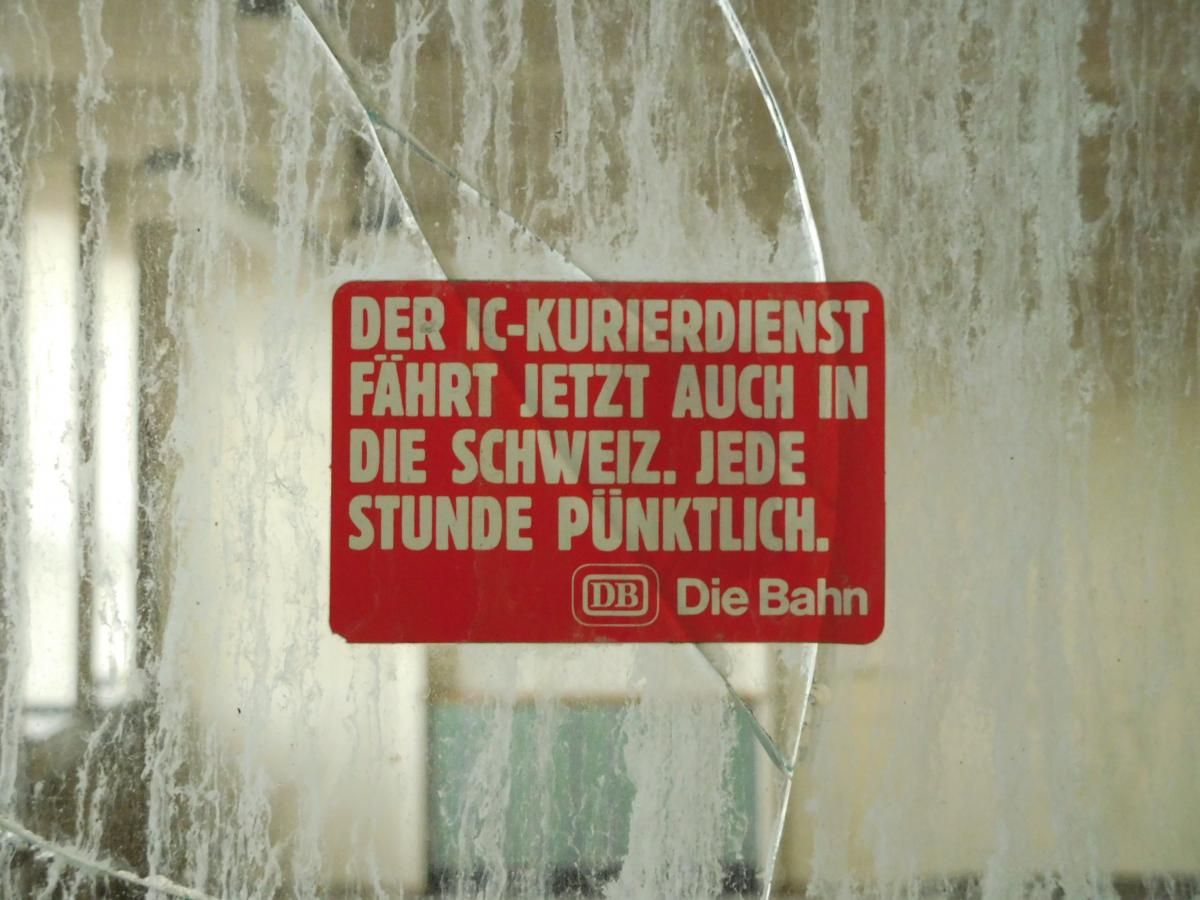 DER IC-KURIERDIENST
FÄHRT JETZT AUCH IN
DIE SCHWEIZ. JEDE
STUNDE PÜNKTLICH.
DB Die Bahn